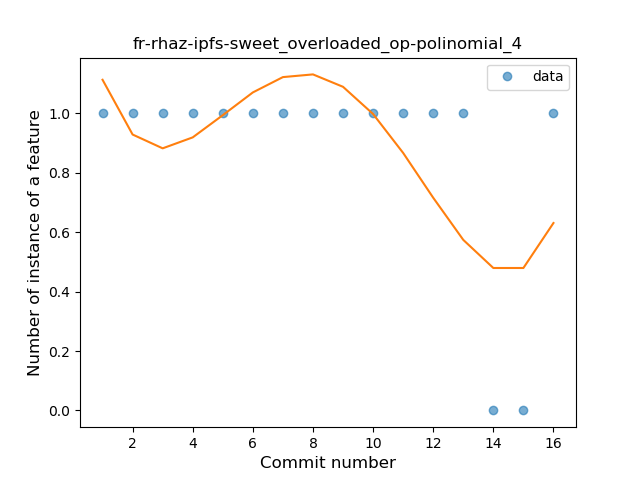 fr-rhaz-ipfs-sweet_overloaded_op-polinomial_4
data
Number of instance of a feature
1.0
0.8
0.6
0.4
0.2
0.0
2 4 6 8 10 12 14 16
Commit number